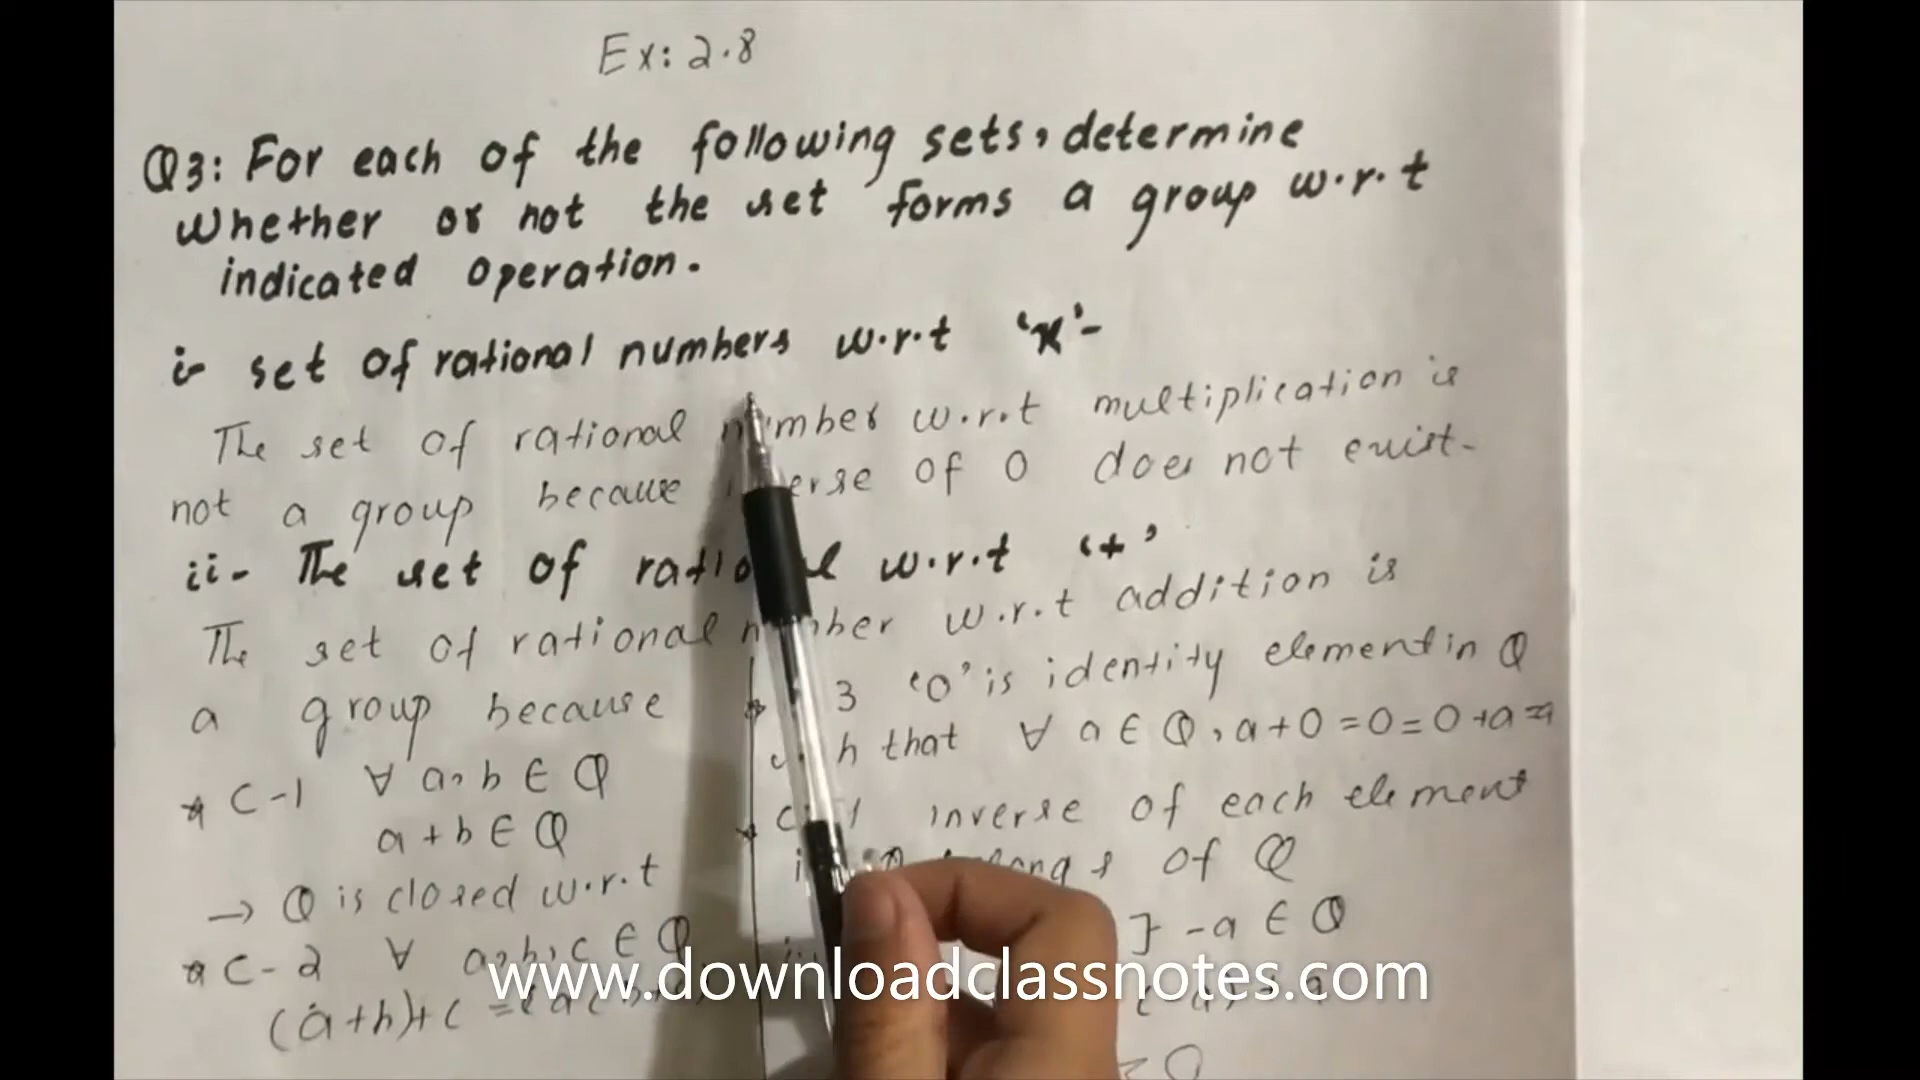 Ex: 2.8
Q3: For each of the following sets, determine
whether or not the set forms a group w.r.t
indicated operation.
i- set of rational numbers w.r.t 'x'-
The set of rational number w.r.t multiplication is
not a group because erse of 0 does not exist-
ii- The set of rational w.r.t '+'
The set of rational number w.r.t addition is
a group because
* C-1 ∀ a, b ∈ Q
a + b ∈ Q
→ Q is closed w.r.t
* C-2 ∀ a, b, c ∈ Q
(a+b)+c =
3 '0' is identity element in Q
h that ∀ a ∈ Q, a+0=0=0+a=a
inverse of each element
of Q
} -a ∈ Q
www.downloadclassnotes.com